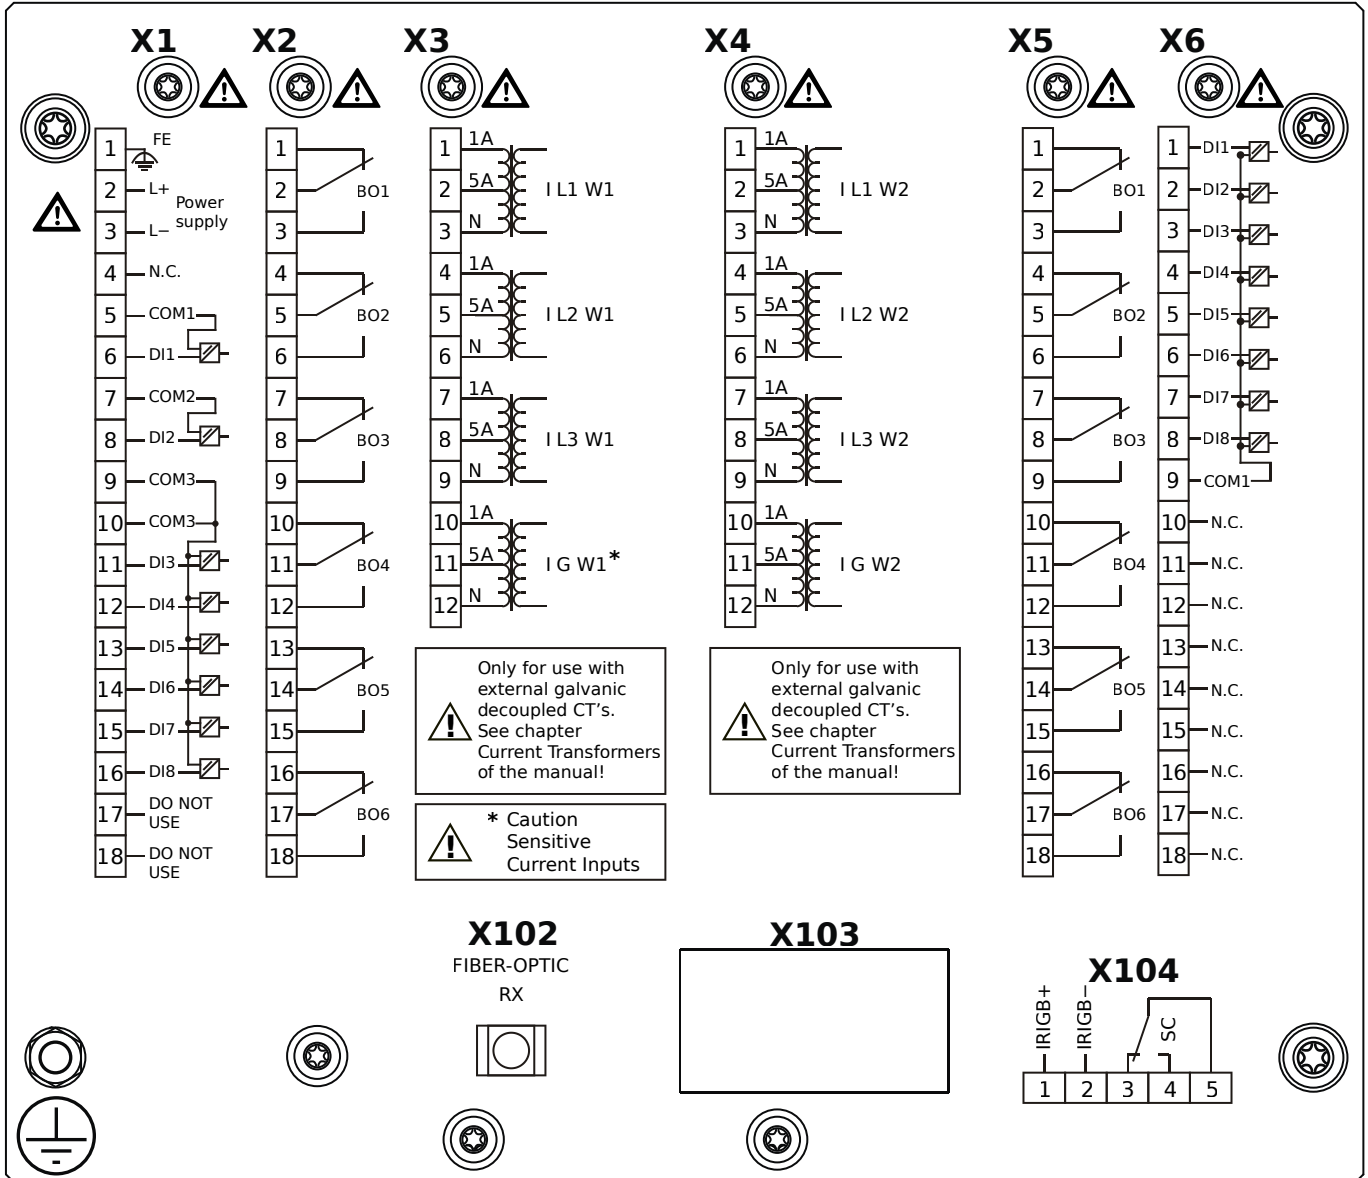 X1
X2
X3
X4
X5
X6
1 FE
2 L+
Power
supply
3 L−
4 N.C.
5 COM1
6 DI1
7 COM2
8 DI2
9 COM3
10 COM3
11 DI3
12 DI4
13 DI5
14 DI6
15 DI7
16 DI8
17 DO NOT
USE
18 DO NOT
USE
1
2 BO1
3
4
5 BO2
6
7
8 BO3
9
10
11 BO4
12
13
14 BO5
15
16
17 BO6
18
1 1A
2 5A I L1 W1
3 N
4 1A
5 5A I L2 W1
6 N
7 1A
8 5A I L3 W1
9 N
10 1A
11 5A I G W1*
12 N
Only for use with
external galvanic
decoupled CT's.
See chapter
Current Transformers
of the manual!
* Caution
Sensitive
Current Inputs
1 1A
2 5A I L1 W2
3 N
4 1A
5 5A I L2 W2
6 N
7 1A
8 5A I L3 W2
9 N
10 1A
11 5A I G W2
12 N
Only for use with
external galvanic
decoupled CT's.
See chapter
Current Transformers
of the manual!
1
2 BO1
3
4
5 BO2
6
7
8 BO3
9
10
11 BO4
12
13
14 BO5
15
16
17 BO6
18
1 DI1
2 DI2
3 DI3
4 DI4
5 DI5
6 DI6
7 DI7
8 DI8
9 COM1
10 N.C.
11 N.C.
12 N.C.
13 N.C.
14 N.C.
15 N.C.
16 N.C.
17 N.C.
18 N.C.
X102
FIBER-OPTIC
RX
X103
X104
IRIGB+
IRIGB−
SC
1 2 3 4 5